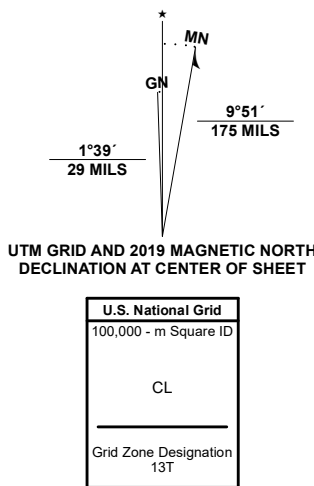 ★
MN
GN
9°51´
175 MILS
1°39´
29 MILS
UTM GRID AND 2019 MAGNETIC NORTH
DECLINATION AT CENTER OF SHEET
U.S. National Grid
100,000 - m Square ID
CL
Grid Zone Designation
13T